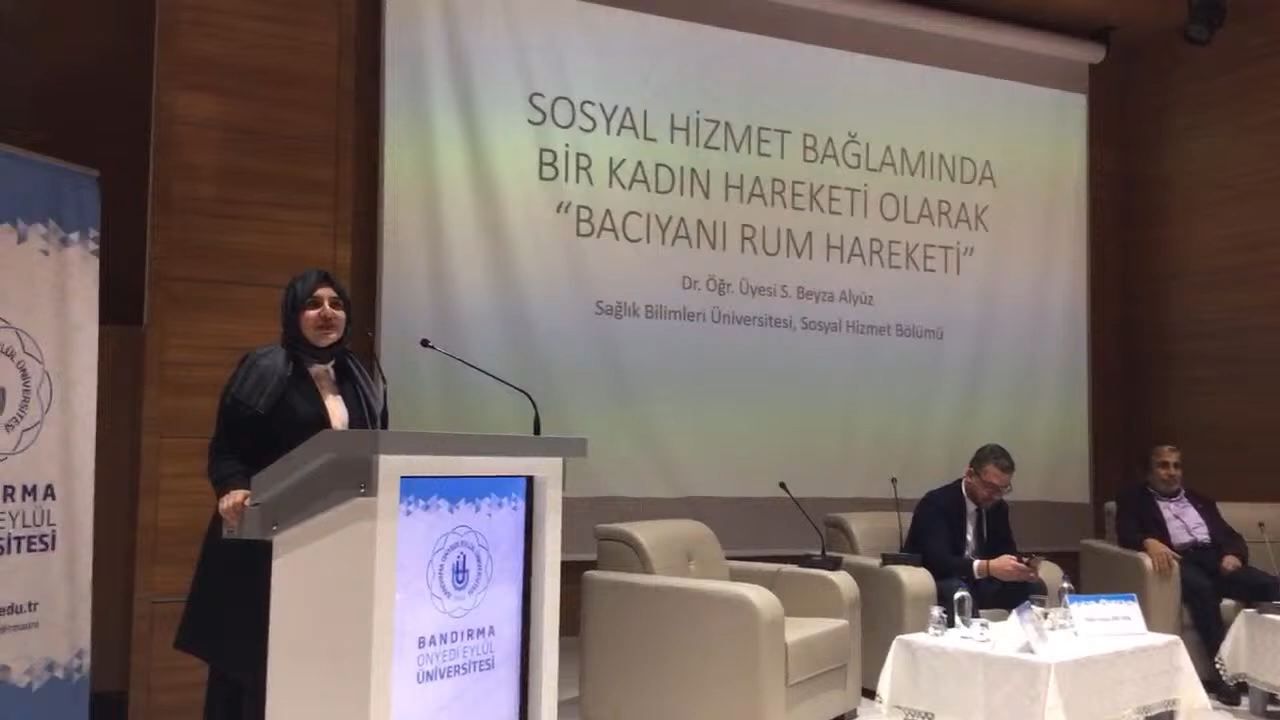 SOSYAL HİZMET BAĞLAMINDA
BİR KADIN HAREKETİ OLARAK
“BACIYANI RUM HAREKETİ”
Dr. Öğr. Üyesi S. Beyza Alyüz
Sağlık Bilimleri Üniversitesi, Sosyal Hizmet Bölümü
BANDIRMA
ONYEDİ EYLÜL
ÜNİVERSİTESİ
IRMA
EYLÜL
SİTESİ
edu.tr